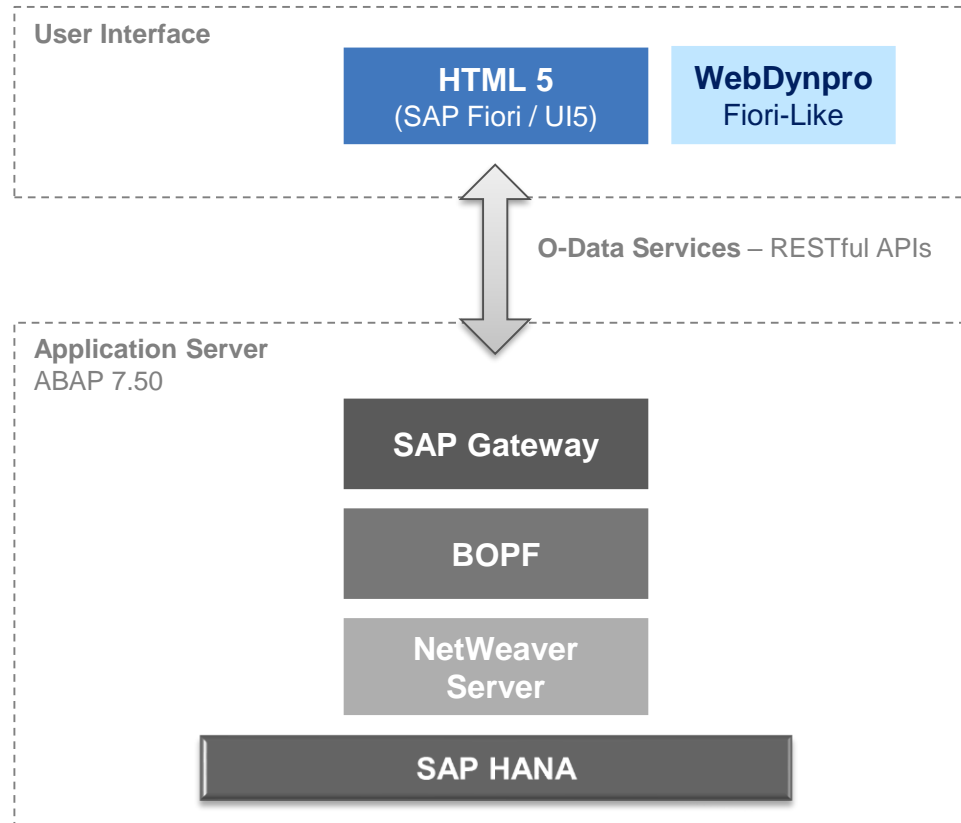 User Interface
HTML 5
(SAP Fiori / UI5)
WebDynpro
Fiori-Like
O-Data Services – RESTful APIs
Application Server
ABAP 7.50
SAP Gateway
BOPF
NetWeaver
Server
SAP HANA